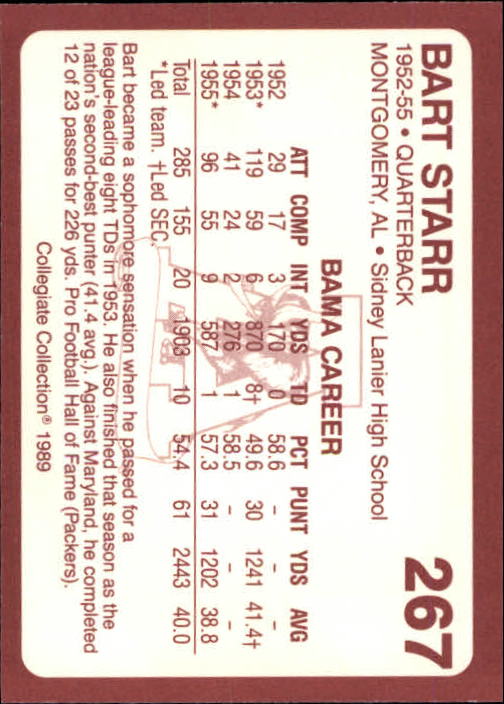 BART STARR 267
1952-55 • QUARTERBACK
MONTGOMERY, AL • Sidney Lanier High School
BAMA CAREER
ATT COMP INT YDS TD PCT PUNT YDS AVG
1952 29 17 3 170 0 58.6 - - -
1953* 119 59 6 870 8† 49.6 30 1241 41.4†
1954 41 24 2 276 1 58.5 - - -
1955* 96 55 9 587 1 57.3 31 1202 38.8
Total 285 155 20 1903 10 54.4 61 2443 40.0
*Led team. †Led SEC.
Bart became a sophomore sensation when he passed for a
league-leading eight TDs in 1953. He also finished that season as the
nation's second-best punter (41.4 avg.). Against Maryland, he completed
12 of 23 passes for 226 yds. Pro Football Hall of Fame (Packers).
Collegiate Collection® 1989